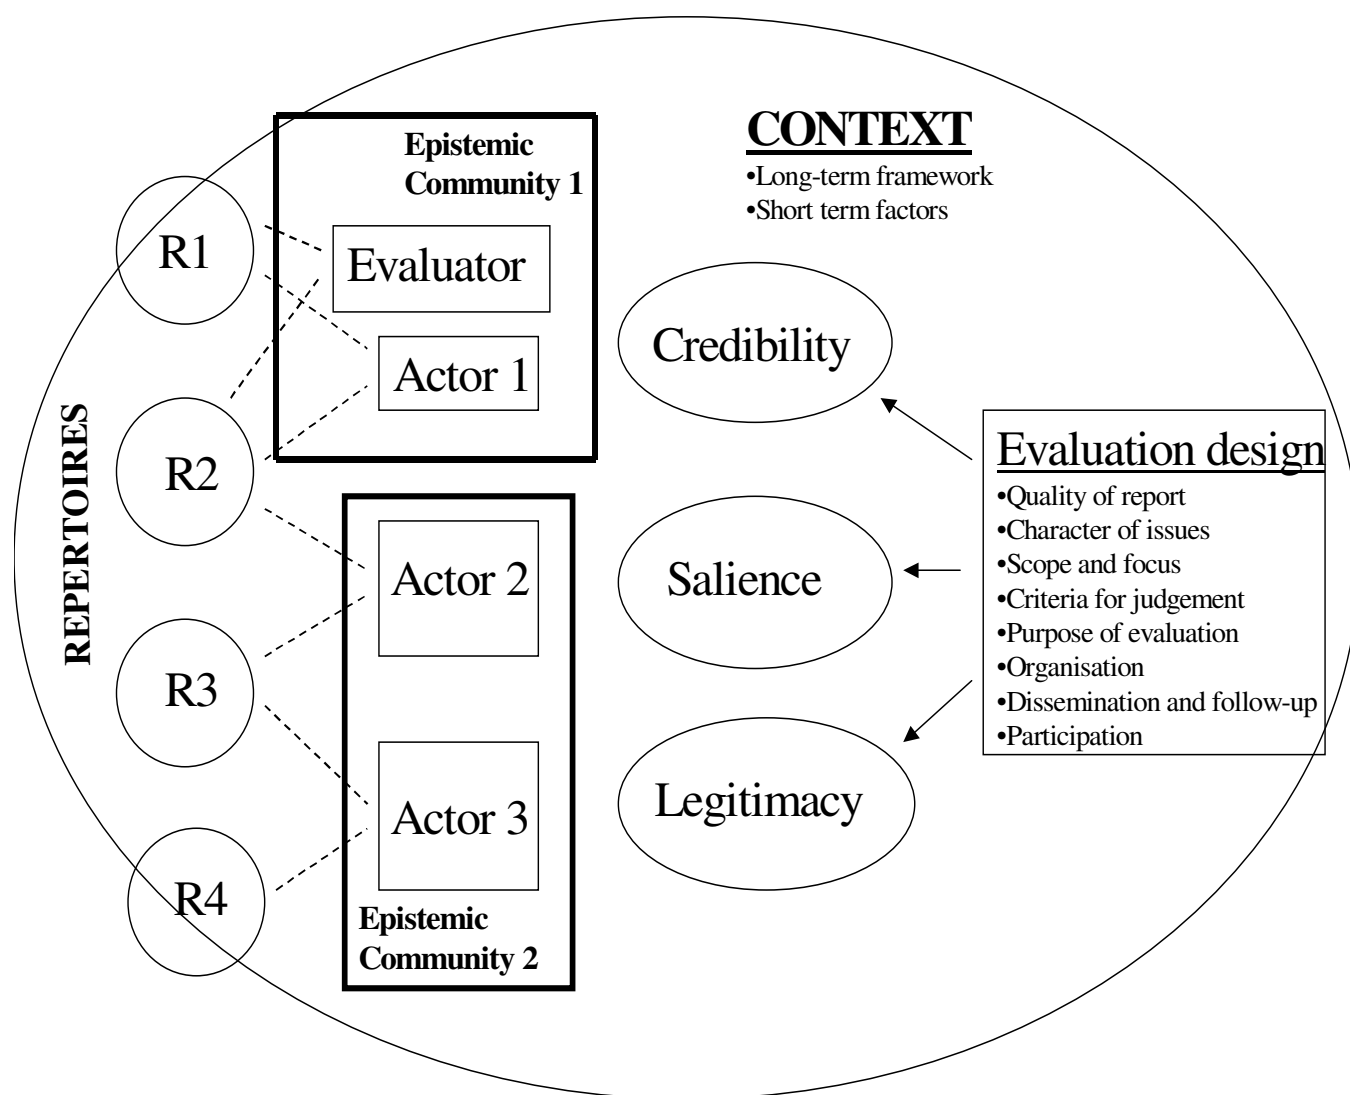 REPERTOIRES
R1
R2
R3
R4
Epistemic
Community 1
Evaluator
Actor 1
Actor 2
Actor 3
Epistemic
Community 2
CONTEXT
•Long-term framework
•Short term factors
Credibility
Salience
Legitimacy
Evaluation design
•Quality of report
•Character of issues
•Scope and focus
•Criteria for judgement
•Purpose of evaluation
•Organisation
•Dissemination and follow-up
•Participation